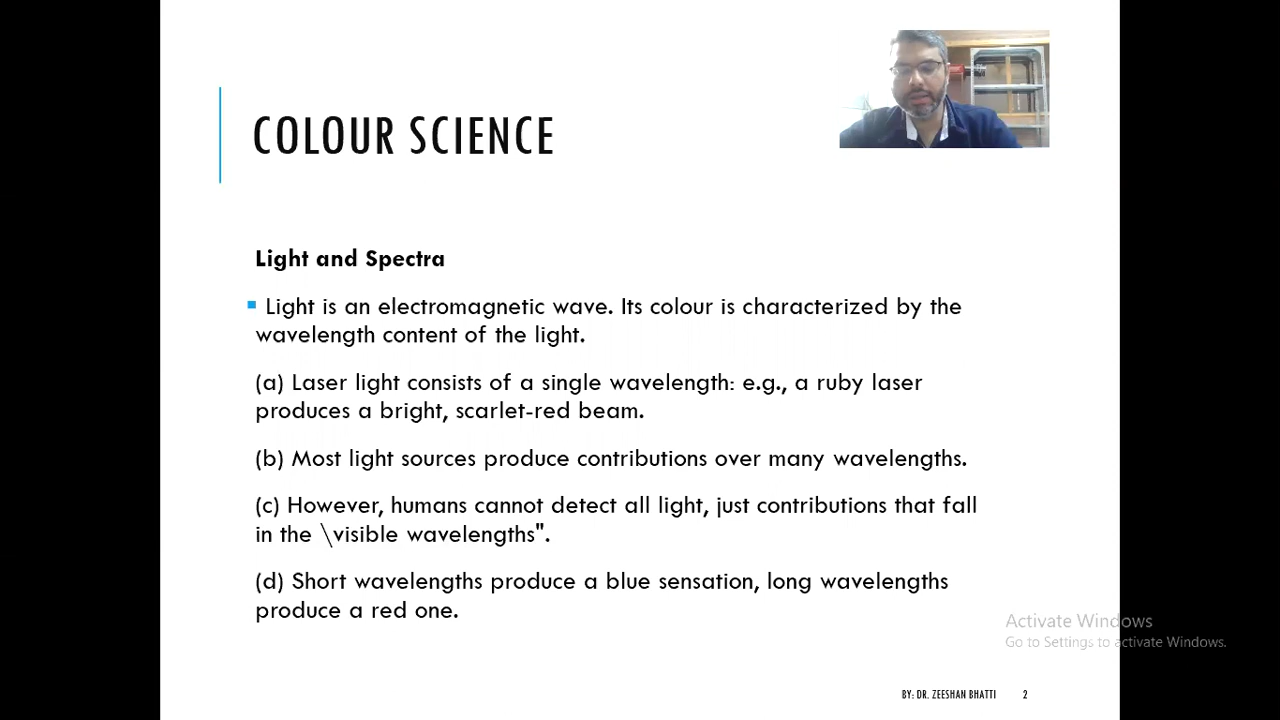 COLOUR SCIENCE
Light and Spectra
Light is an electromagnetic wave. Its colour is characterized by the
wavelength content of the light.
(a) Laser light consists of a single wavelength: e.g., a ruby laser
produces a bright, scarlet-red beam.
(b) Most light sources produce contributions over many wavelengths.
(c) However, humans cannot detect all light, just contributions that fall
in the \visible wavelengths".
(d) Short wavelengths produce a blue sensation, long wavelengths
produce a red one.
Activate Windows
Go to Settings to activate Windows.
BY: DR. ZEESHAN BHATTI 2